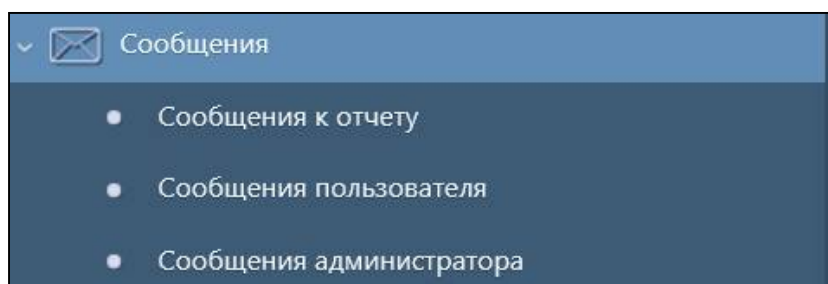 Сообщения
Сообщения к отчету
Сообщения пользователя
Сообщения администратора